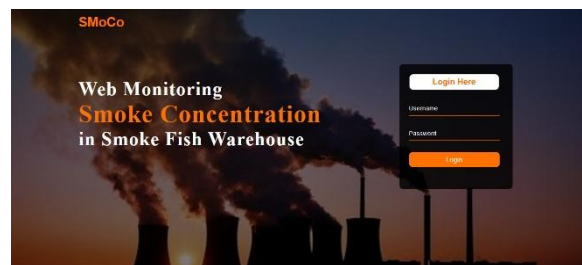 SMoCo
Web Monitoring
Smoke Concentration
in Smoke Fish Warehouse
Login Here
Username
Password
Login